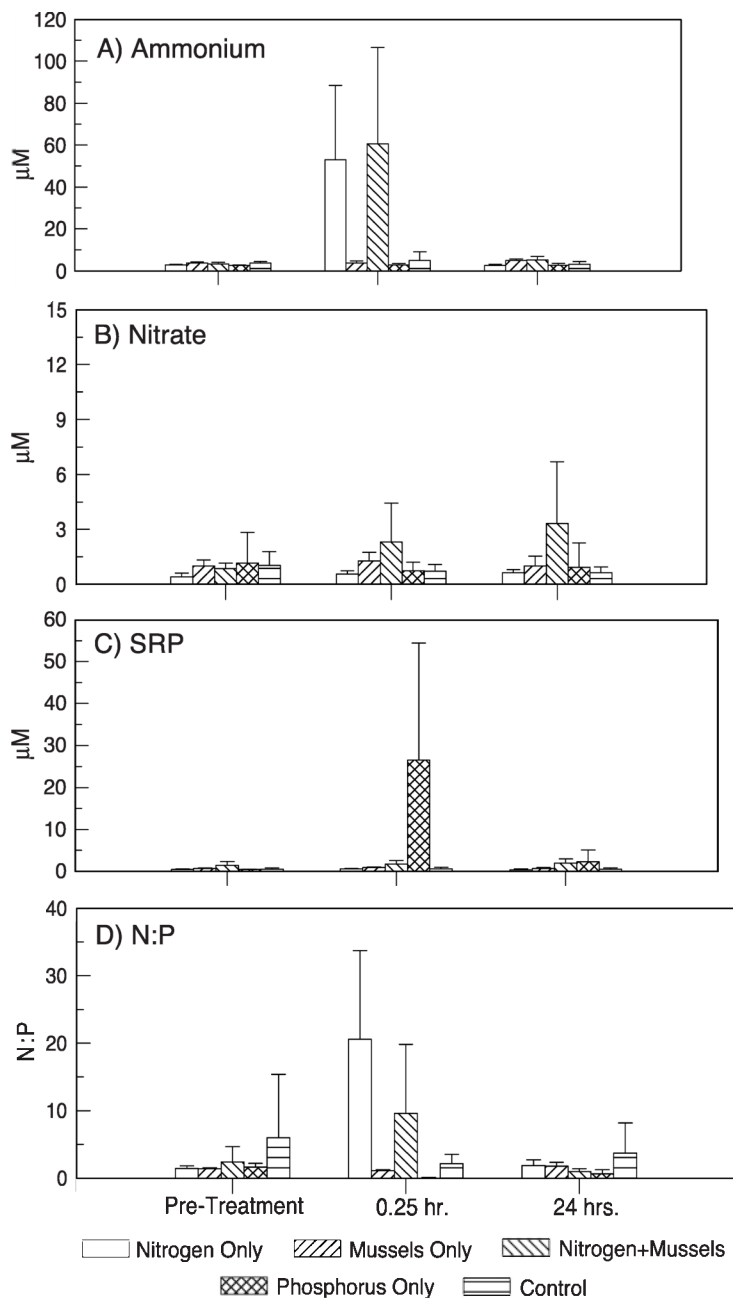 A) Ammonium
120
100
80
60
40
20
0
μM
B) Nitrate
15
12
9
6
3
0
μM
C) SRP
60
50
40
30
20
10
0
μM
D) N:P
40
30
20
10
0
N:P
Pre-Treatment 0.25 hr. 24 hrs.
Nitrogen Only Mussels Only Nitrogen+Mussels
Phosphorus Only Control